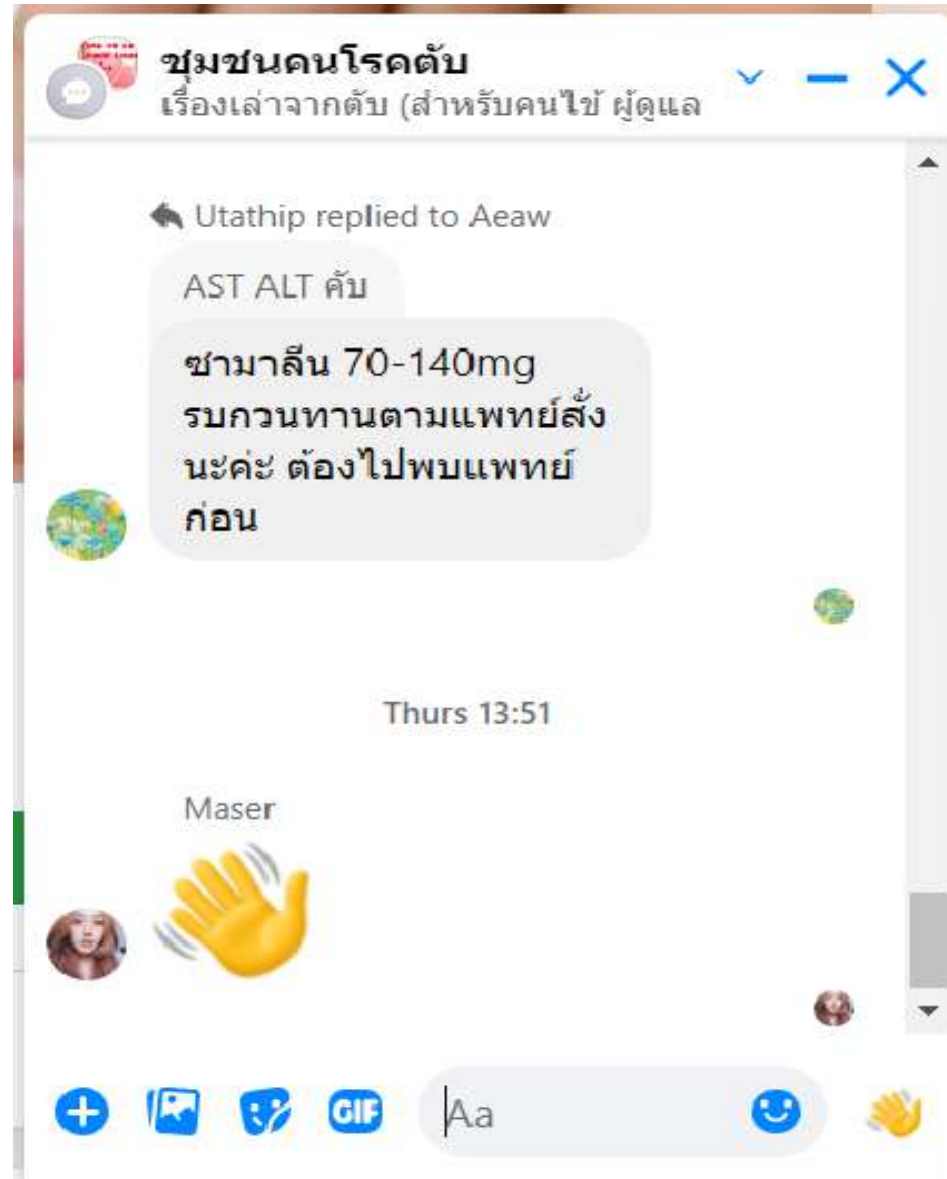 ชุมชนคนโรคตับ
เรื่องเล่าจากตับ (สำหรับคนไข้ ผู้ดูแล
Utathip replied to Aeaw
AST ALT คับ
ซามาลีน 70-140mg
รบกวนทานตามแพทย์สั่ง
นะค่ะ ต้องไปพบแพทย์
ก่อน
Thurs 13:51
Maser
GIF
Aa